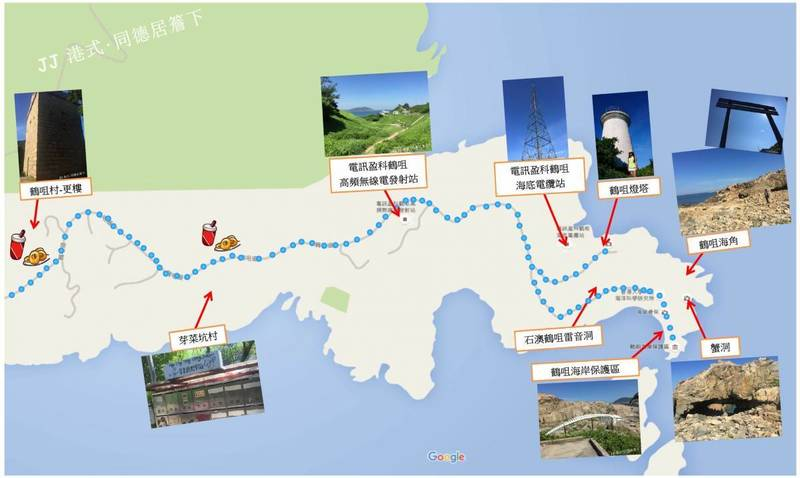 JJ 港式·同德居簷下
鶴咀村-更樓
電訊盈科鶴咀
高頻無線電發射站
電訊盈科鶴咀
海底電纜站
鶴咀燈塔
鶴咀海角
芽菜坑村
石澳鶴咀雷音洞
鶴咀海岸保護區
蟹洞
Google